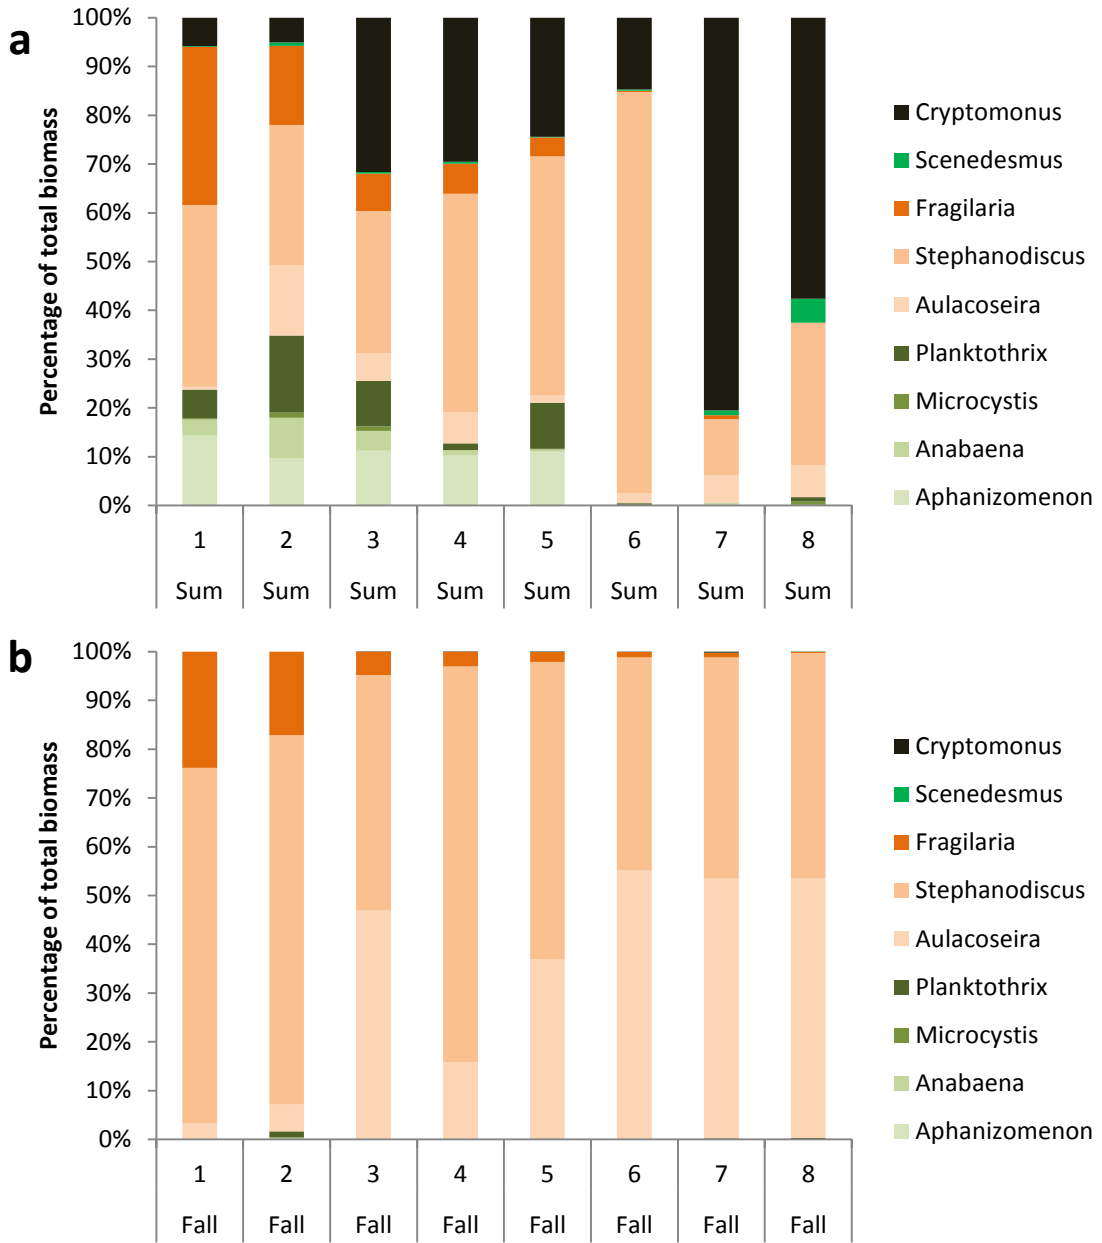 a
Percentage of total biomass
100%
90%
80%
70%
60%
50%
40%
30%
20%
10%
0%
1 2 3 4 5 6 7 8
Sum Sum Sum Sum Sum Sum Sum Sum
Cryptomonus
Scenedesmus
Fragilaria
Stephanodiscus
Aulacoseira
Planktothrix
Microcystis
Anabaena
Aphanizomenon
b
Percentage of total biomass
100%
90%
80%
70%
60%
50%
40%
30%
20%
10%
0%
1 2 3 4 5 6 7 8
Fall Fall Fall Fall Fall Fall Fall Fall
Cryptomonus
Scenedesmus
Fragilaria
Stephanodiscus
Aulacoseira
Planktothrix
Microcystis
Anabaena
Aphanizomenon